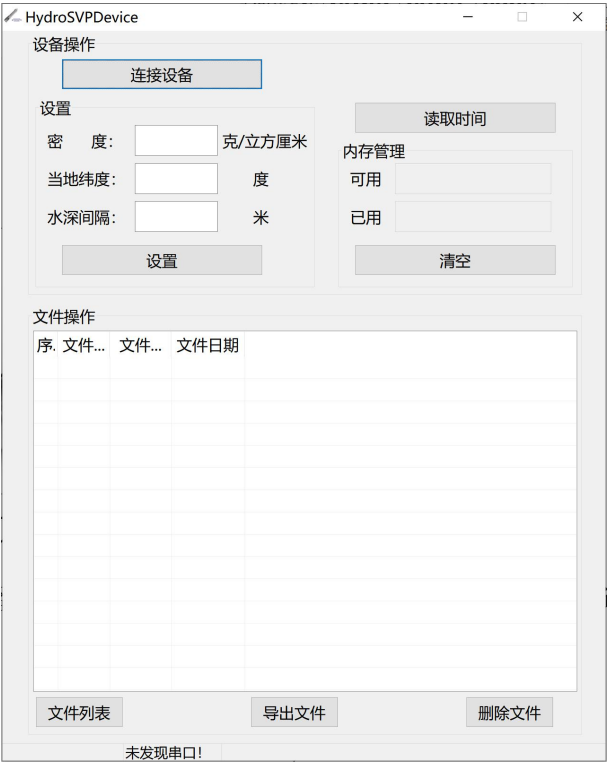 HydroSVPDevice
设备操作
连接设备
设置
密 度：
克/立方厘米
当地纬度：
度
水深间隔：
米
设置
读取时间
内存管理
可用
已用
清空
文件操作
序. 文件... 文件... 文件日期
文件列表 导出文件 删除文件
未发现串口！